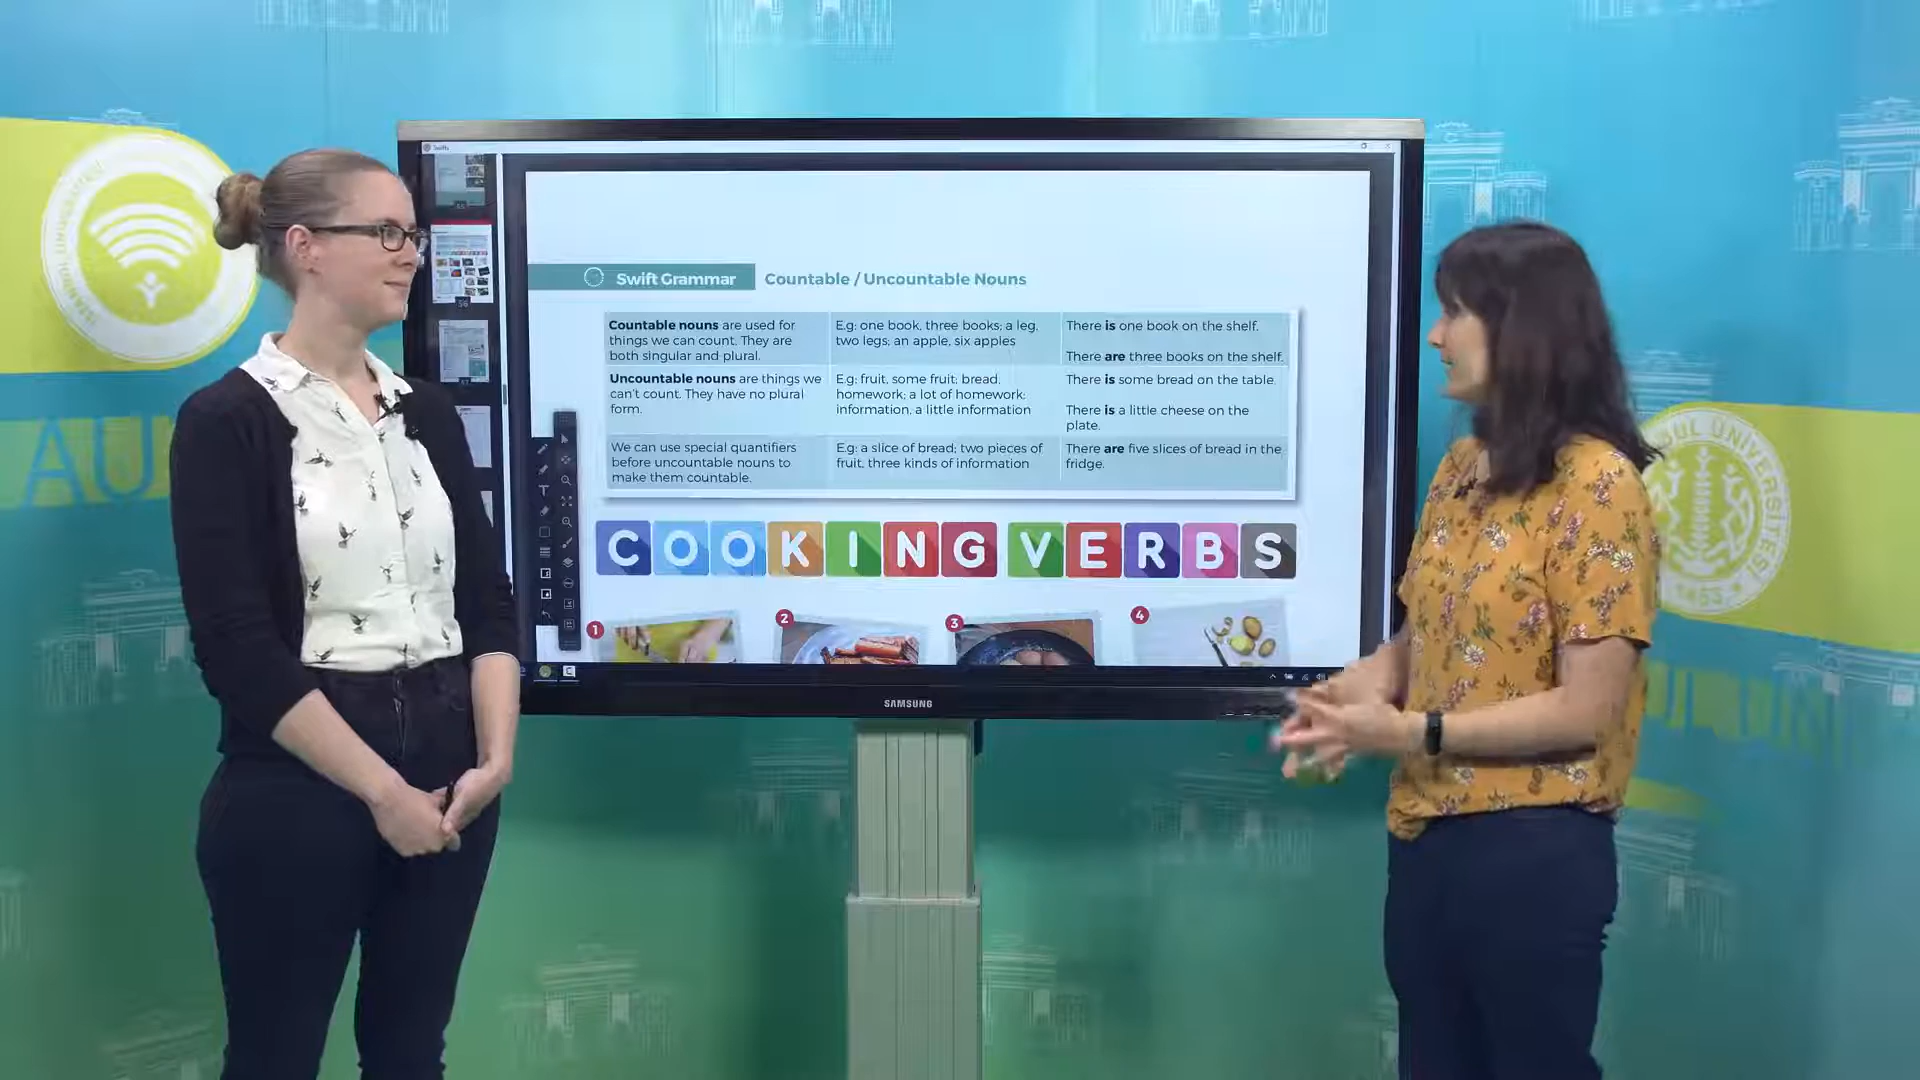 Swifts
Swift Grammar
Countable / Uncountable Nouns
Countable nouns are used for
things we can count. They are
both singular and plural.
E.g: one book, three books; a leg,
two legs; an apple, six apples
There is one book on the shelf.
There are three books on the shelf.
Uncountable nouns are things we
can't count. They have no plural
form.
E.g: fruit, some fruit; bread,
homework; a lot of homework;
information, a little information
There is some bread on the table.
There is a little cheese on the
plate.
We can use special quantifiers
before uncountable nouns to
make them countable.
E.g: a slice of bread; two pieces of
fruit, three kinds of information
There are five slices of bread in the
fridge.
COOKING VERBS
1
2
3
4
SAMSUNG
AU
UNIVERSITESI
1453